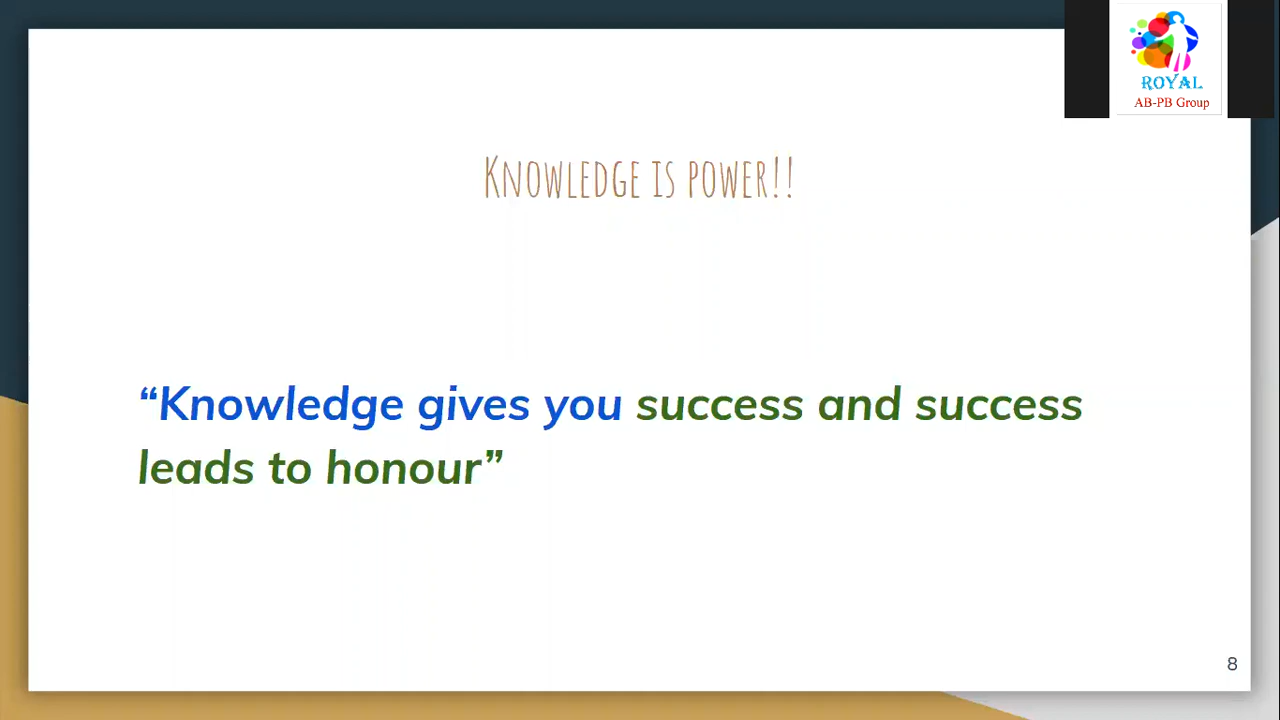 ROYAL
AB-PB Group
Knowledge is power!!
“Knowledge gives you success and success
leads to honour”
8